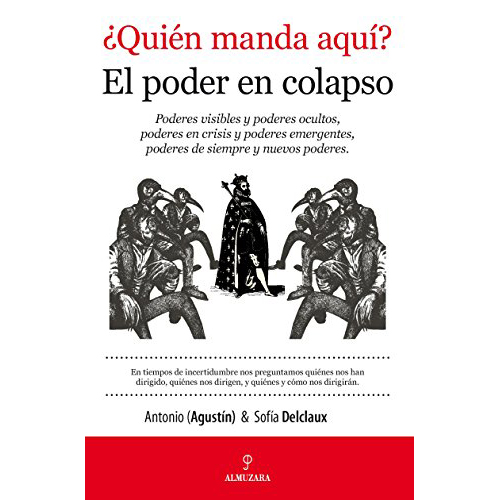 ¿Quién manda aquí?
El poder en colapso
Poderes visibles y poderes ocultos,
poderes en crisis y poderes emergentes,
poderes de siempre y nuevos poderes.
En tiempos de incertidumbre nos preguntamos quiénes nos han
dirigido, quiénes nos dirigen, y quiénes y cómo nos dirigirán.
Antonio (Agustín) & Sofía Delclaux
ALMUZARA